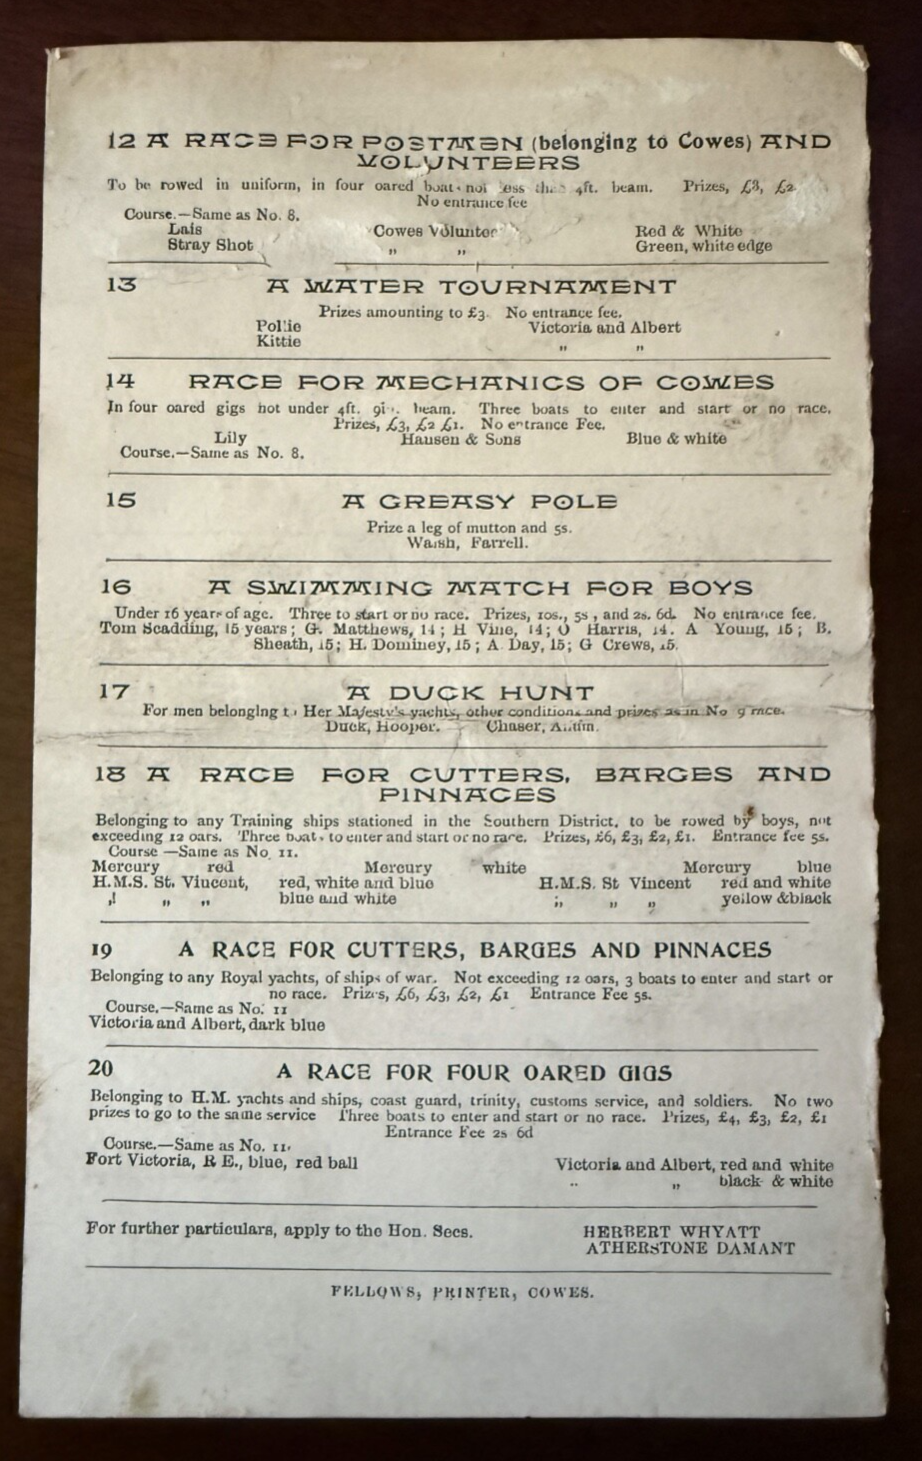 12 A RACE FOR POSTMEN (belonging to Cowes) AND
VOLUNTEERS
To be rowed in uniform, in four oared boat not ess th 4ft. beam. Prizes, £3, £2
No entrance fee
Course.—Same as No. 8.
Lais Cowes Volunteer Red & White
Stray Shot „ „ Green, white edge
13 A WATER TOURNAMENT
Prizes amounting to £3. No entrance fee.
Pollie Victoria and Albert
Kittie „ „
14 RACE FOR MECHANICS OF COWES
In four oared gigs not under 4ft. 9in. beam. Three boats to enter and start or no race.
Prizes, £3, £2 £1. No entrance Fee.
Lily Hansen & Sons Blue & white
Course.—Same as No. 8.
15 A GREASY POLE
Prize a leg of mutton and 5s.
Walsh, Farrell.
16 A SWIMMING MATCH FOR BOYS
Under 16 years of age. Three to start or no race. Prizes, 10s., 5s, and 2s. 6d. No entrance fee.
Tom Scadding, 15 years; G. Matthews, 14; H Vine, 14; O Harris, 14. A Young, 15; B.
Sheath, 15; H. Dominey, 15; A. Day, 15; G Crews, 15.
17 A DUCK HUNT
For men belonging t Her Majesty's yachts, other conditions and prizes as in No 9 race.
Duck, Hooper. Chaser,
18 A RACE FOR CUTTERS, BARGES AND
PINNACES
Belonging to any Training ships stationed in the Southern District, to be rowed by boys, not
exceeding 12 oars. Three boats to enter and start or no race. Prizes, £6, £3, £2, £1. Entrance fee 5s.
Course —Same as No. 11.
Mercury red Mercury white Mercury blue
H.M.S. St. Vincent, red, white and blue H.M.S. St Vincent red and white
„ „ „ blue and white „ „ „ yellow & black
19 A RACE FOR CUTTERS, BARGES AND PINNACES
Belonging to any Royal yachts, of ships of war. Not exceeding 12 oars, 3 boats to enter and start or
no race. Prizes, £6, £3, £2, £1 Entrance Fee 5s.
Course.—Same as No. 11
Victoria and Albert, dark blue
20 A RACE FOR FOUR OARED GIGS
Belonging to H.M. yachts and ships, coast guard, trinity, customs service, and soldiers. No two
prizes to go to the same service Three boats to enter and start or no race. Prizes, £4, £3, £2, £1
Entrance Fee 2s 6d
Course.—Same as No. 11.
Fort Victoria, R E., blue, red ball Victoria and Albert, red and white
„ „ black & white
For further particulars, apply to the Hon. Secs. HERBERT WHYATT
ATHERSTONE DAMANT
FELLOWS, PRINTER, COWES.